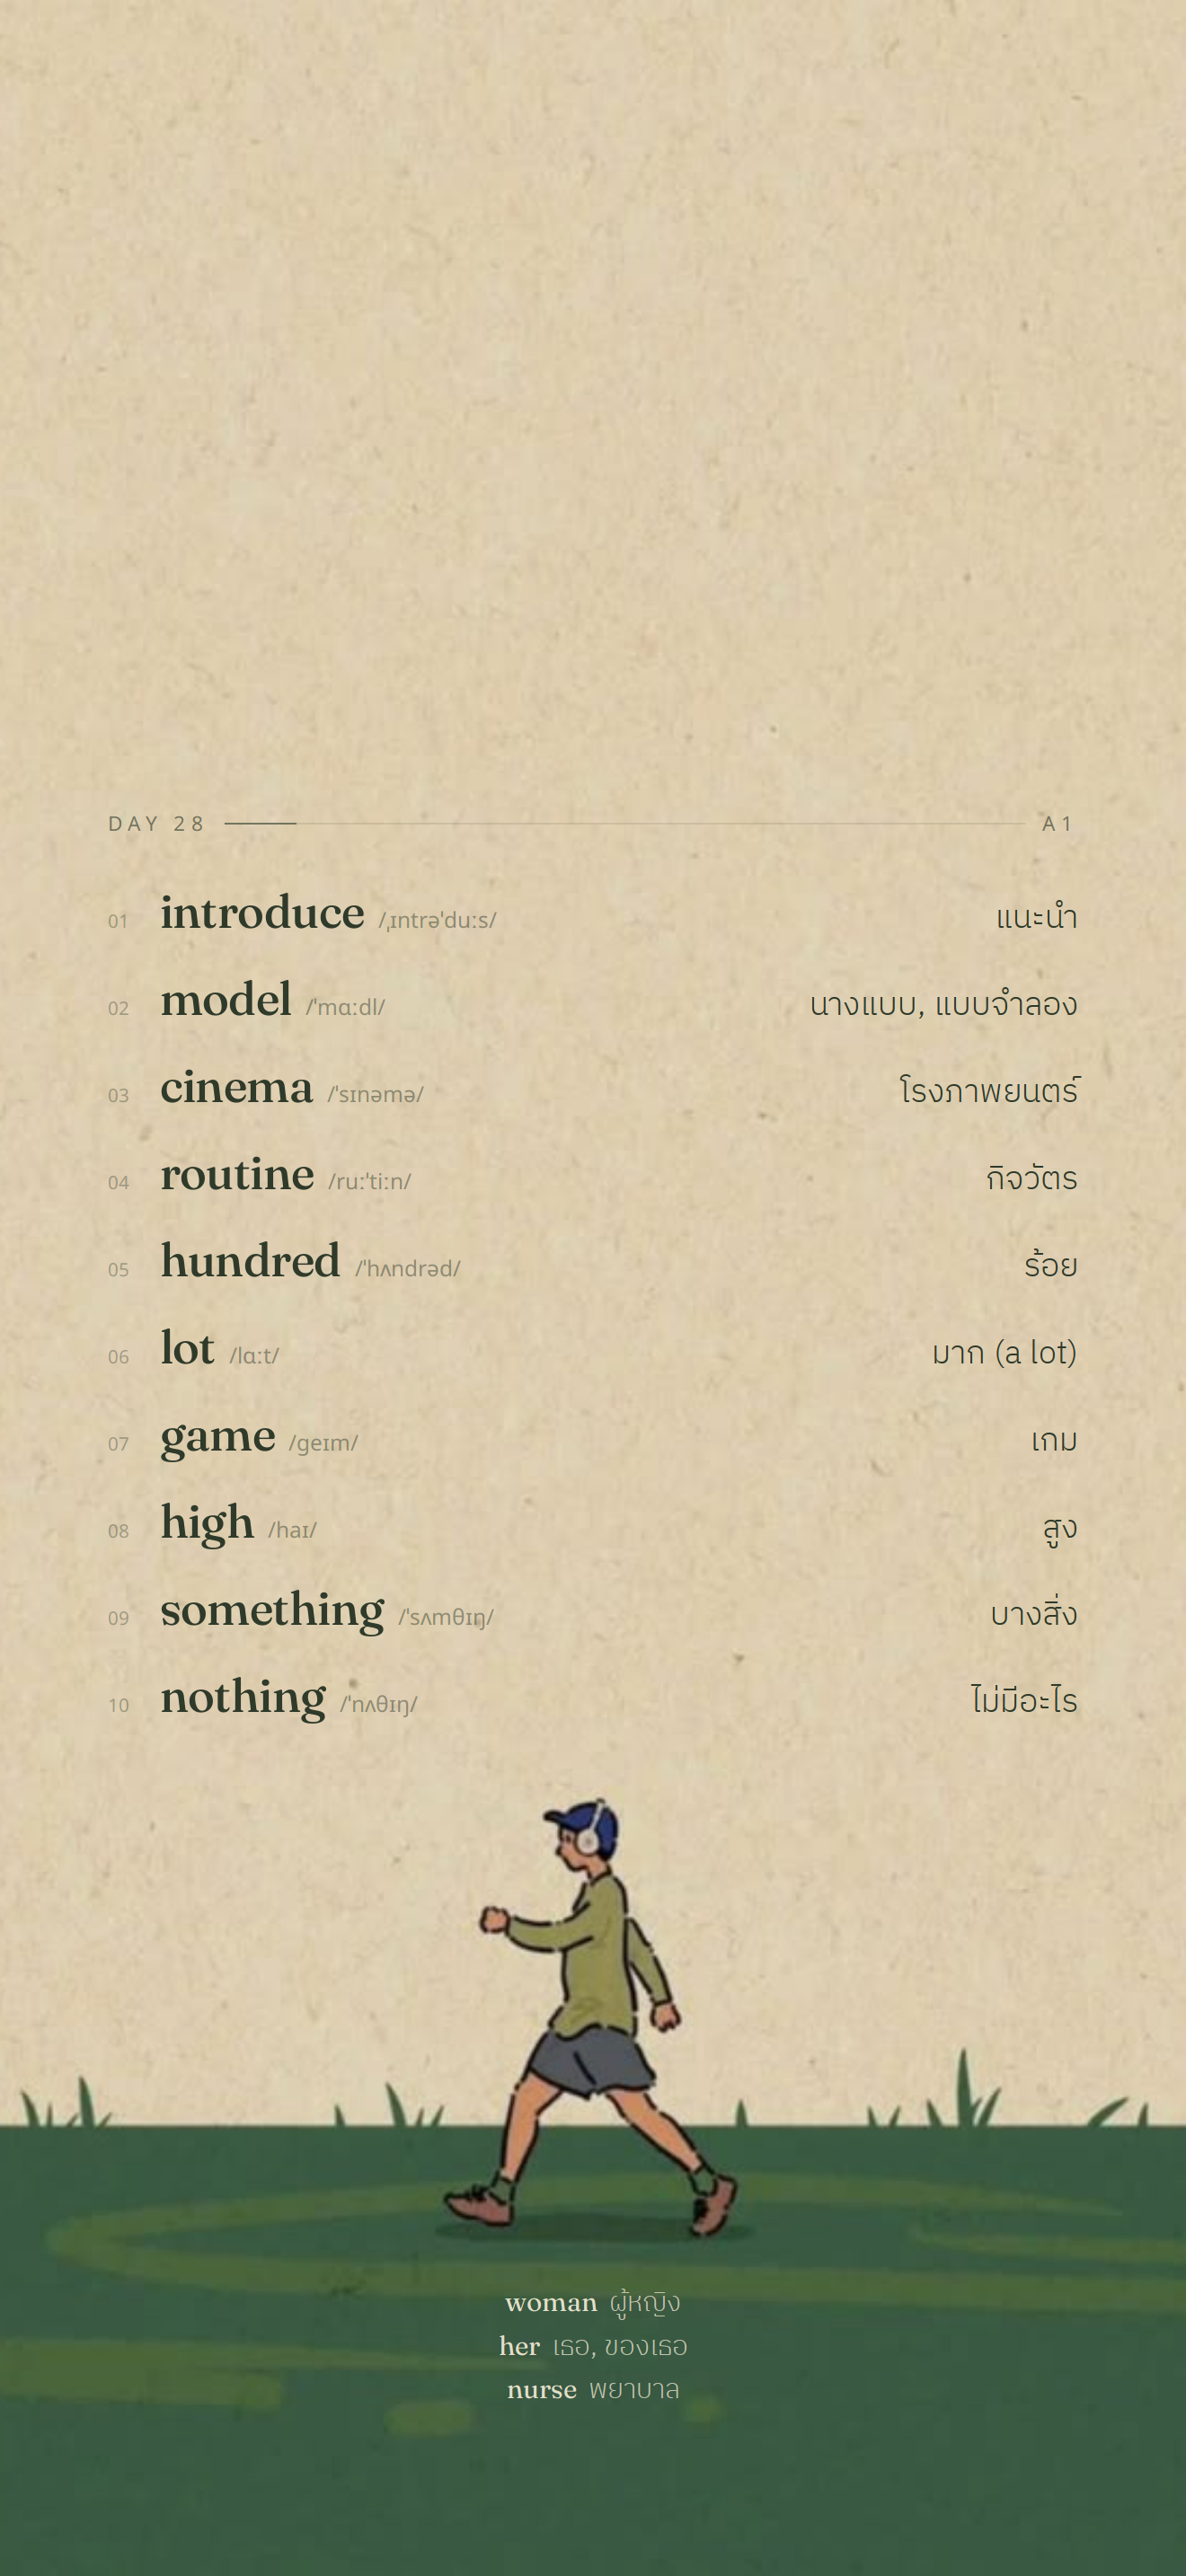 DAY 28 A1
01 introduce /ˌɪntrəˈduːs/ แนะนำ
02 model /ˈmɑːdl/ นางแบบ, แบบจำลอง
03 cinema /ˈsɪnəmə/ โรงภาพยนตร์
04 routine /ruːˈtiːn/ กิจวัตร
05 hundred /ˈhʌndrəd/ ร้อย
06 lot /lɑːt/ มาก (a lot)
07 game /ɡeɪm/ เกม
08 high /haɪ/ สูง
09 something /ˈsʌmθɪŋ/ บางสิ่ง
10 nothing /ˈnʌθɪŋ/ ไม่มีอะไร
woman ผู้หญิง
her เธอ, ของเธอ
nurse พยาบาล